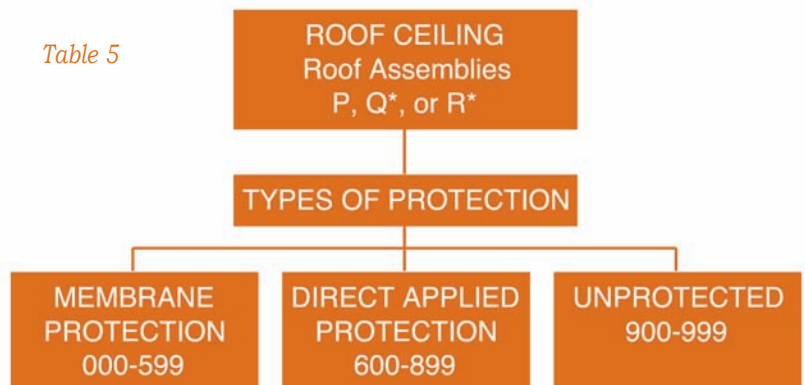 Table 5
ROOF CEILING
Roof Assemblies
P, Q*, or R*
TYPES OF PROTECTION
MEMBRANE
PROTECTION
000-599
DIRECT APPLIED
PROTECTION
600-899
UNPROTECTED
900-999